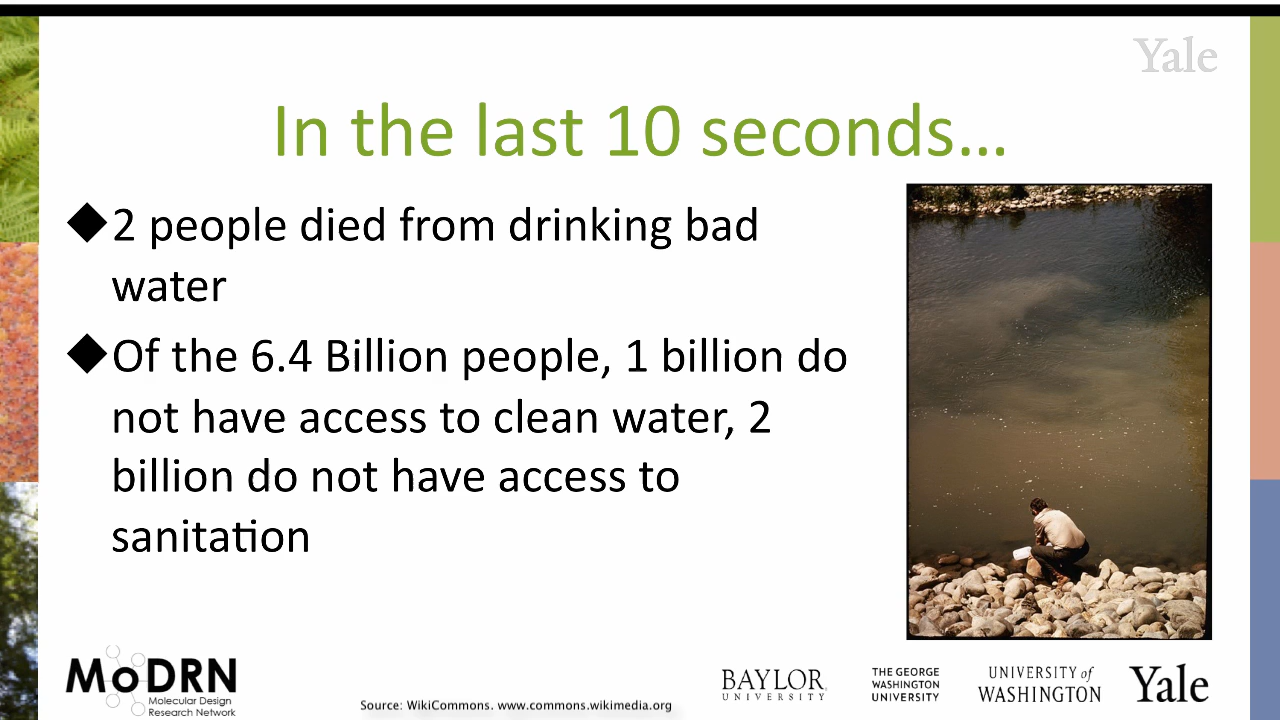 Yale
In the last 10 seconds...
◆2 people died from drinking bad
water
◆Of the 6.4 Billion people, 1 billion do
not have access to clean water, 2
billion do not have access to
sanitation
MoDRN
Molecular Design
Research Network
Source: WikiCommons. www.commons.wikimedia.org
BAYLOR
UNIVERSITY
THE GEORGE
WASHINGTON
UNIVERSITY
UNIVERSITY of
WASHINGTON
Yale